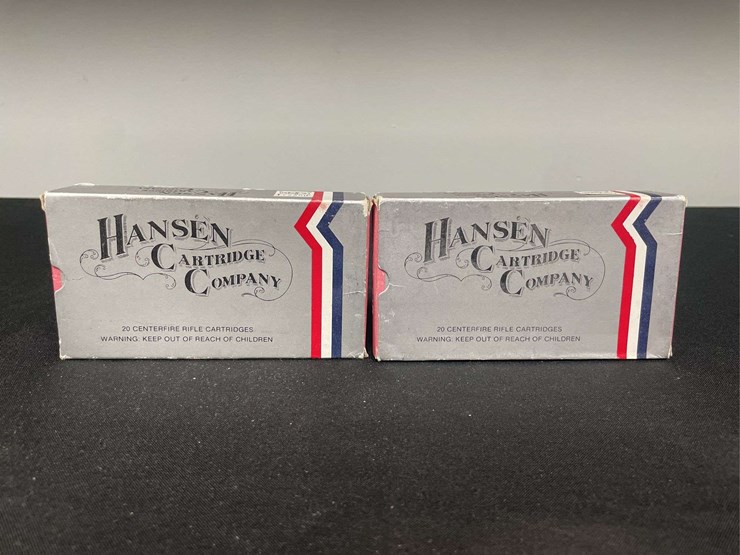 HANSEN
CARTRIDGE
COMPANY
20 CENTERFIRE RIFLE CARTRIDGES
WARNING: KEEP OUT OF REACH OF CHILDREN
HANSEN
CARTRIDGE
COMPANY
20 CENTERFIRE RIFLE CARTRIDGES
WARNING: KEEP OUT OF REACH OF CHILDREN